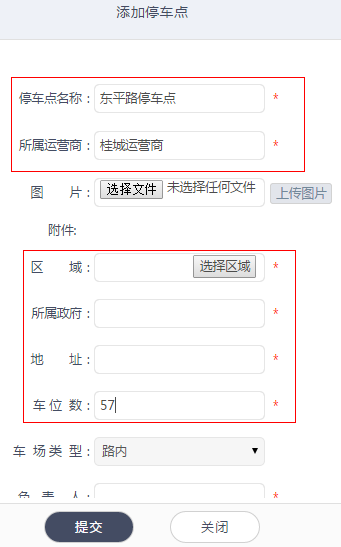 添加停车点
停车点名称 : 东平路停车点 *
所属运营商 : 桂城运营商 *
图 片 : 选择文件 未选择任何文件 上传图片
附件:
区 域 : 选择区域 *
所属政府 : *
地 址 : *
车 位 数 : 57 *
车 场 类 型 : 路内
负 责 人 : *
提交 关闭